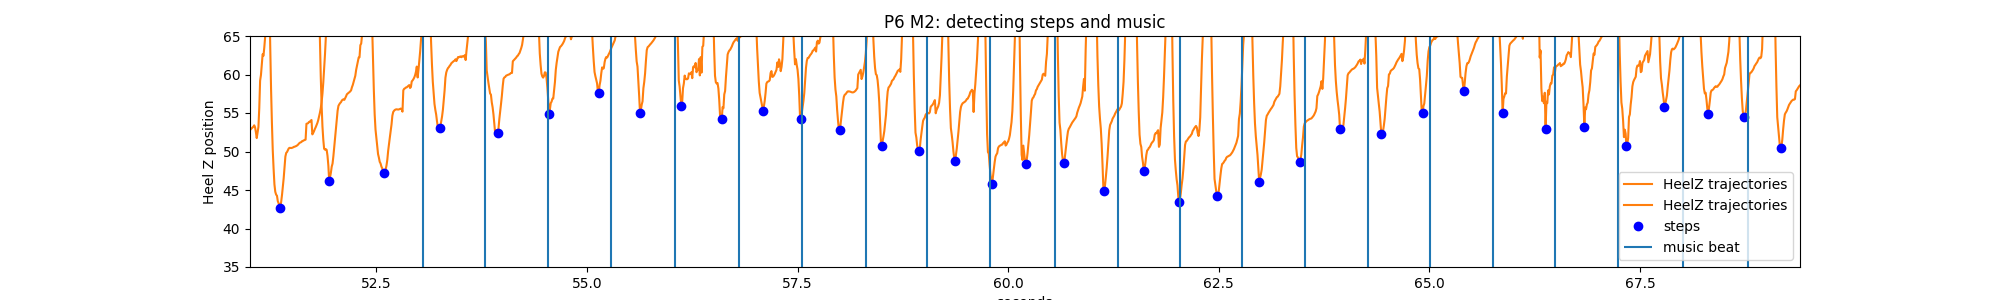 P6 M2: detecting steps and music
Heel Z position
65
60
55
50
45
40
35
52.5 55.0 57.5 60.0 62.5 65.0 67.5
HeelZ trajectories
HeelZ trajectories
steps
music beat